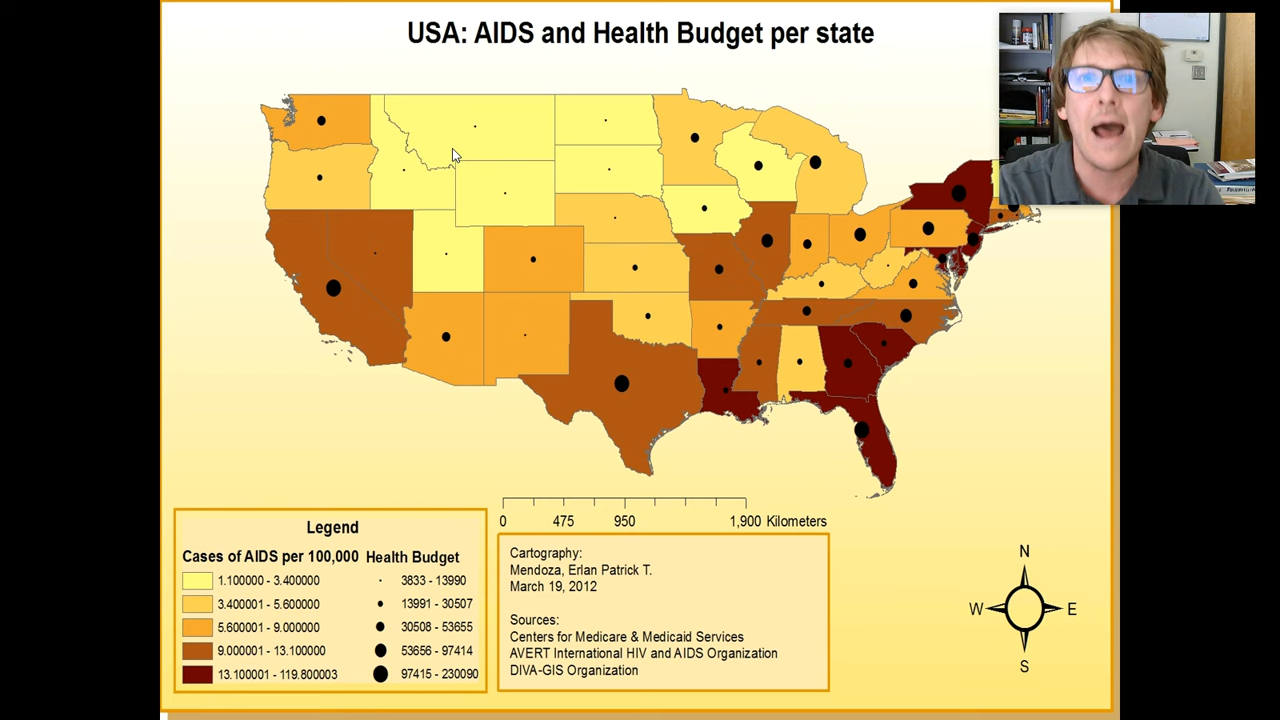 USA: AIDS and Health Budget per state
0 475 950 1,900 Kilometers
Legend
Cases of AIDS per 100,000 Health Budget
1.100000 - 3.400000 3833 - 13990
3.400001 - 5.600000 13991 - 30507
5.600001 - 9.000000 30508 - 53655
9.000001 - 13.100000 53656 - 97414
13.100001 - 119.800003 97415 - 230090
Cartography:
Mendoza, Erlan Patrick T.
March 19, 2012
Sources:
Centers for Medicare & Medicaid Services
AVERT International HIV and AIDS Organization
DIVA-GIS Organization
N
W E
S